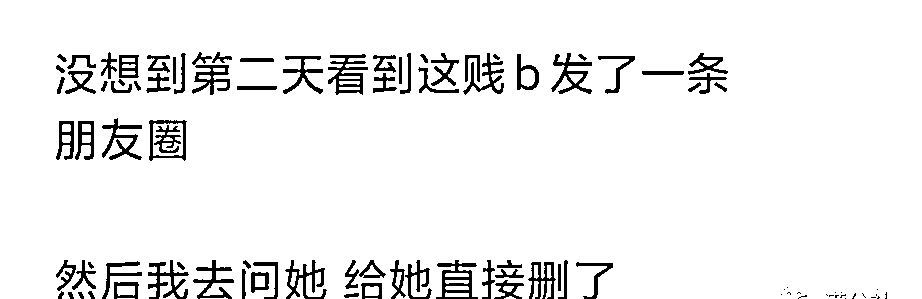 没想到第二天看到这贱b发了一条
朋友圈
然后我去问她 给她直接删了